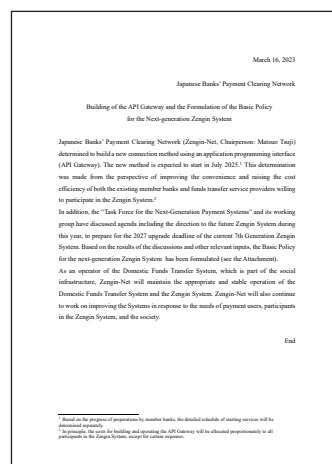 March 16, 2023
Japanese Banks' Payment Clearing Network
Building of the API Gateway and the Formulation of the Basic Policy
for the Next-generation Zengin System
Japanese Banks' Payment Clearing Network (Zengin-Net, Chairperson: Matsuo Tsuji)
determined to build a new connection method using an application programming interface
(API Gateway). The new method is expected to start in July 2025.¹ This determination
was made from the perspective of improving the convenience and raising the cost
efficiency of both the existing member banks and funds transfer service providers willing
to participate in the Zengin System.²
In addition, the "Task Force for the Next-Generation Payment Systems" and its working
group have discussed agenda including the direction to the future Zengin System during
this year, to prepare for the 2027 upgrade deadline of the current 7th Generation Zengin
System. Based on the results of the discussions and other relevant inputs, the Basic Policy
for the next-generation Zengin System has been formulated (see the Attachment).
As an operator of the Domestic Funds Transfer System, which is part of the social
infrastructure, Zengin-Net will maintain the appropriate and stable operation of the
Domestic Funds Transfer System and the Zengin System. Zengin-Net will also continue
to work on improving the Systems in response to the needs of payment users, participants
in the Zengin System, and the society.
End
¹ Based on the progress of preparations by member banks, the detailed schedule of starting services will be
determined separately.
² In principle, the costs for building and operating the API Gateway will be allocated proportionately to all
participants in the Zengin System, except for certain expenses.